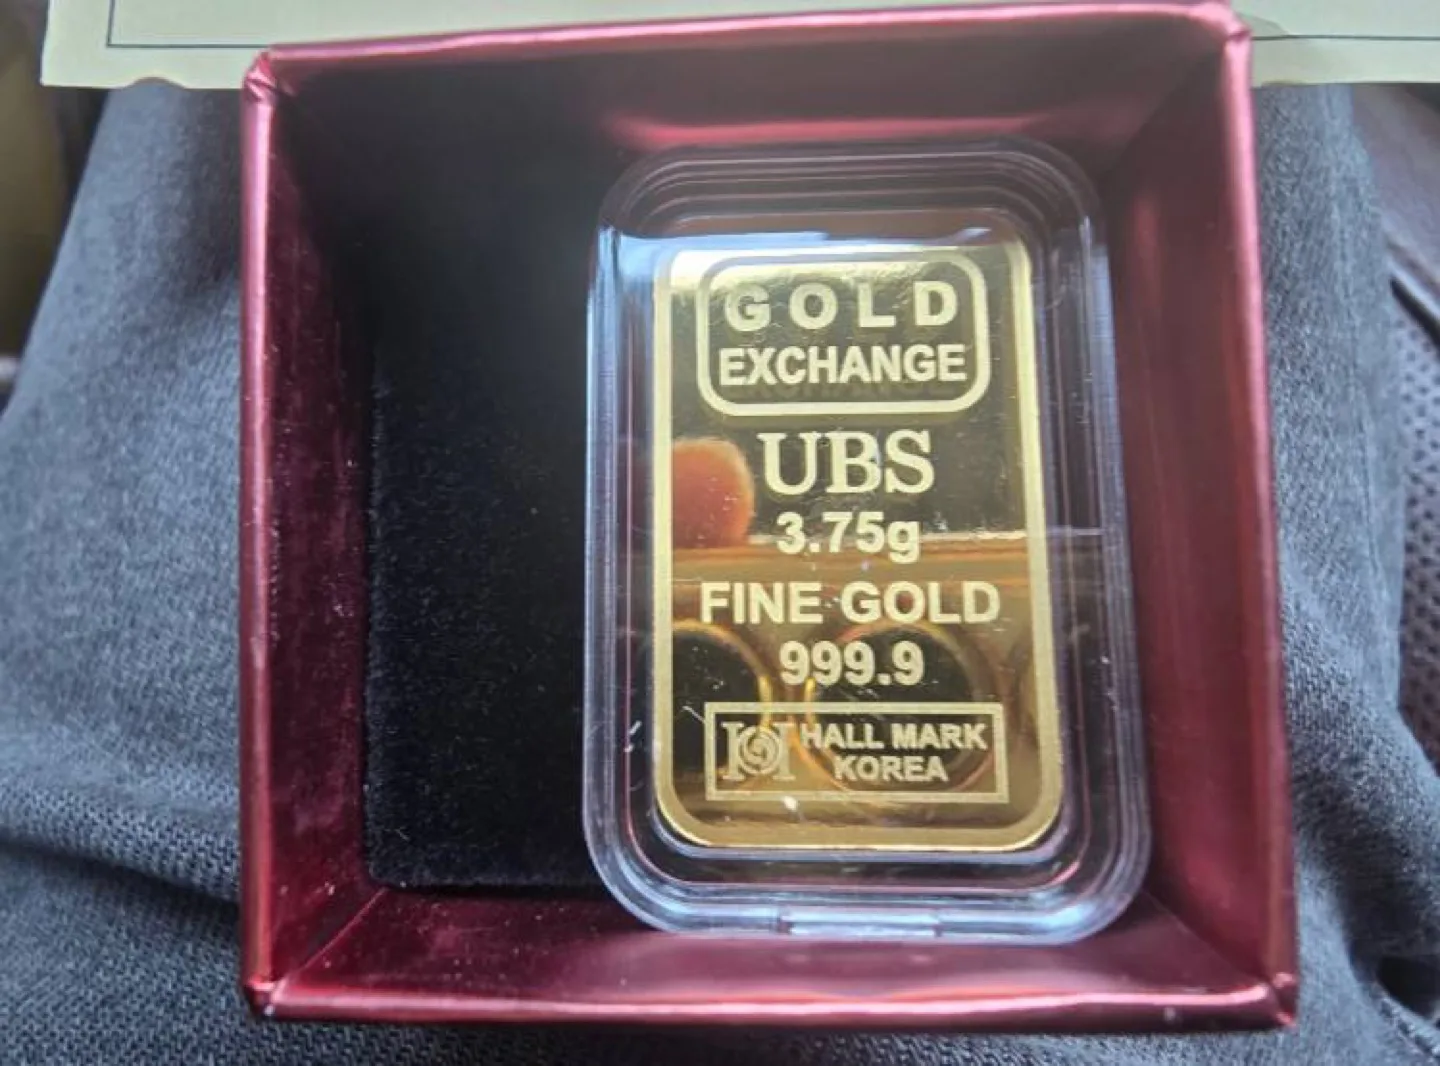 GOLD
EXCHANGE
UBS
3.75g
FINE GOLD
999.9
HALL MARK
KOREA